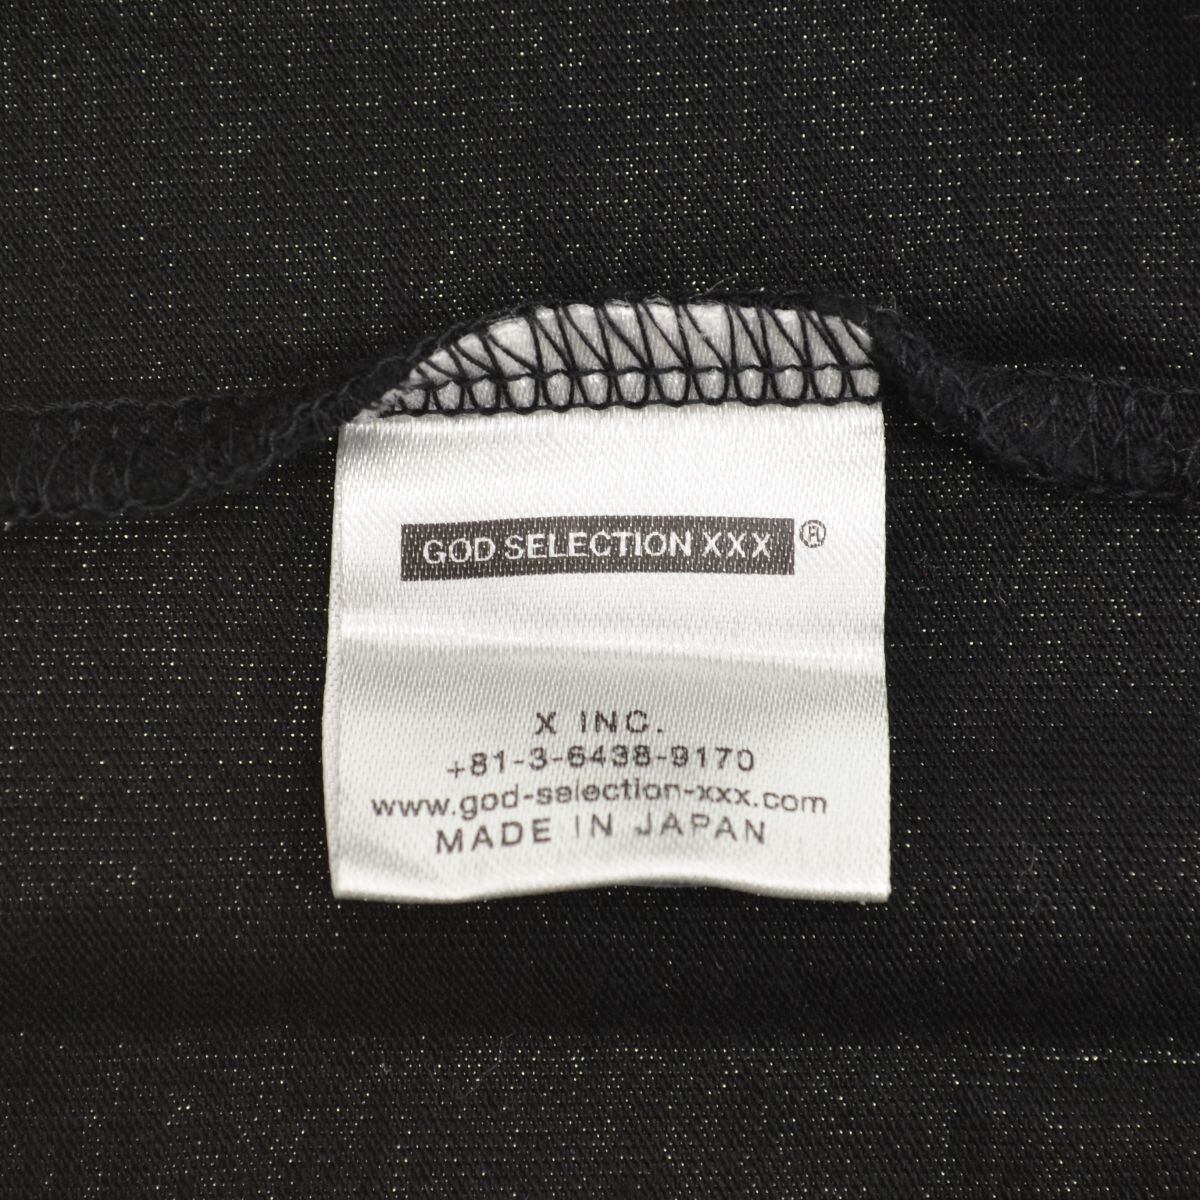 GOD SELECTION XXX®
X INC.
+81-3-6438-9170
www.god-selection-xxx.com
MADE IN JAPAN